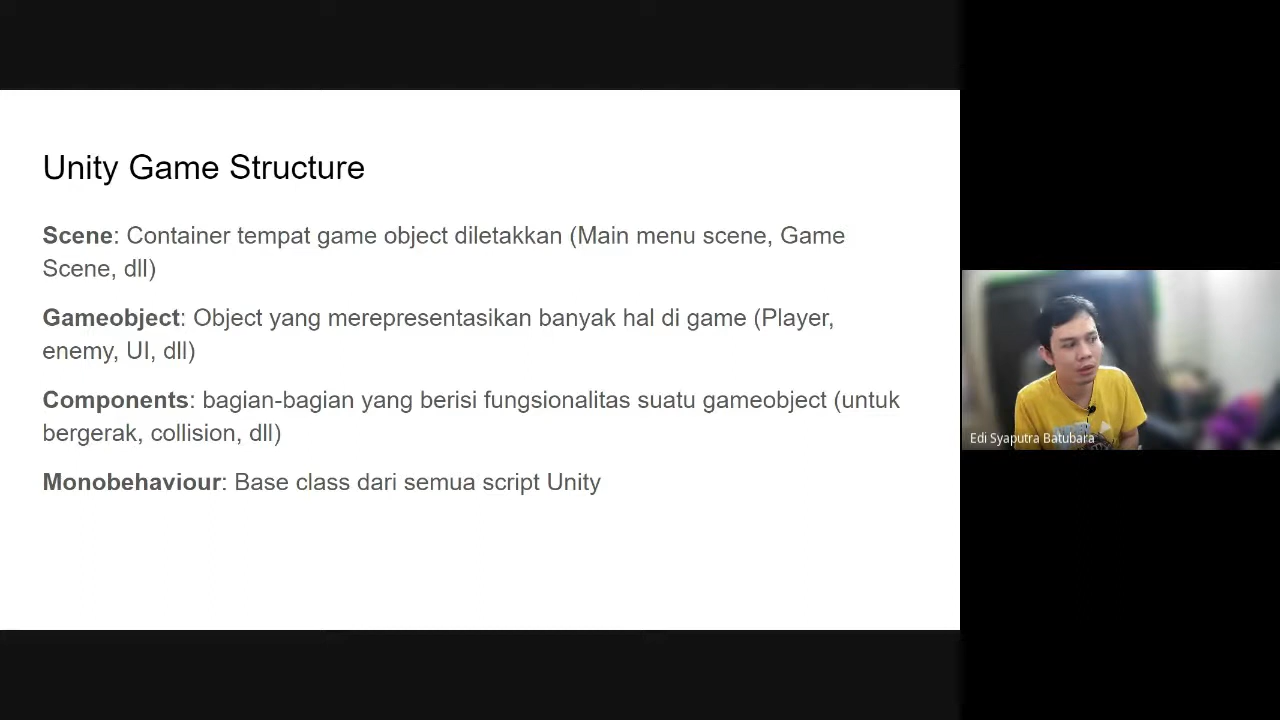 Unity Game Structure
Scene: Container tempat game object diletakkan (Main menu scene, Game
Scene, dll)
Gameobject: Object yang merepresentasikan banyak hal di game (Player,
enemy, UI, dll)
Components: bagian-bagian yang berisi fungsionalitas suatu gameobject (untuk
bergerak, collision, dll)
Monobehaviour: Base class dari semua script Unity
Edi Syaputra Batubara